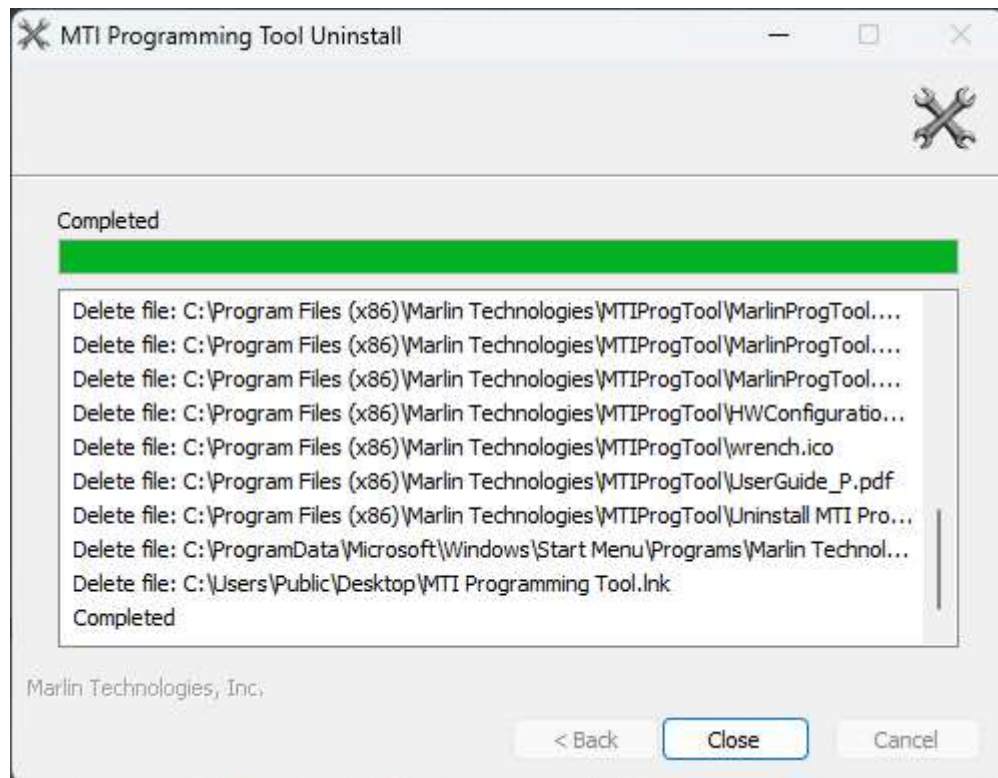 MTI Programming Tool Uninstall
Completed
Delete file: C:\Program Files (x86)\Marlin Technologies\MTIProgTool\MarlinProgTool....
Delete file: C:\Program Files (x86)\Marlin Technologies\MTIProgTool\MarlinProgTool....
Delete file: C:\Program Files (x86)\Marlin Technologies\MTIProgTool\MarlinProgTool....
Delete file: C:\Program Files (x86)\Marlin Technologies\MTIProgTool\HWConfiguratio...
Delete file: C:\Program Files (x86)\Marlin Technologies\MTIProgTool\wrench.ico
Delete file: C:\Program Files (x86)\Marlin Technologies\MTIProgTool\UserGuide_P.pdf
Delete file: C:\Program Files (x86)\Marlin Technologies\MTIProgTool\Uninstall MTI Pro...
Delete file: C:\ProgramData\Microsoft\Windows\Start Menu\Programs\Marlin Technol...
Delete file: C:\Users\Public\Desktop\MTI Programming Tool.lnk
Completed
Marlin Technologies, Inc.
< Back Close Cancel